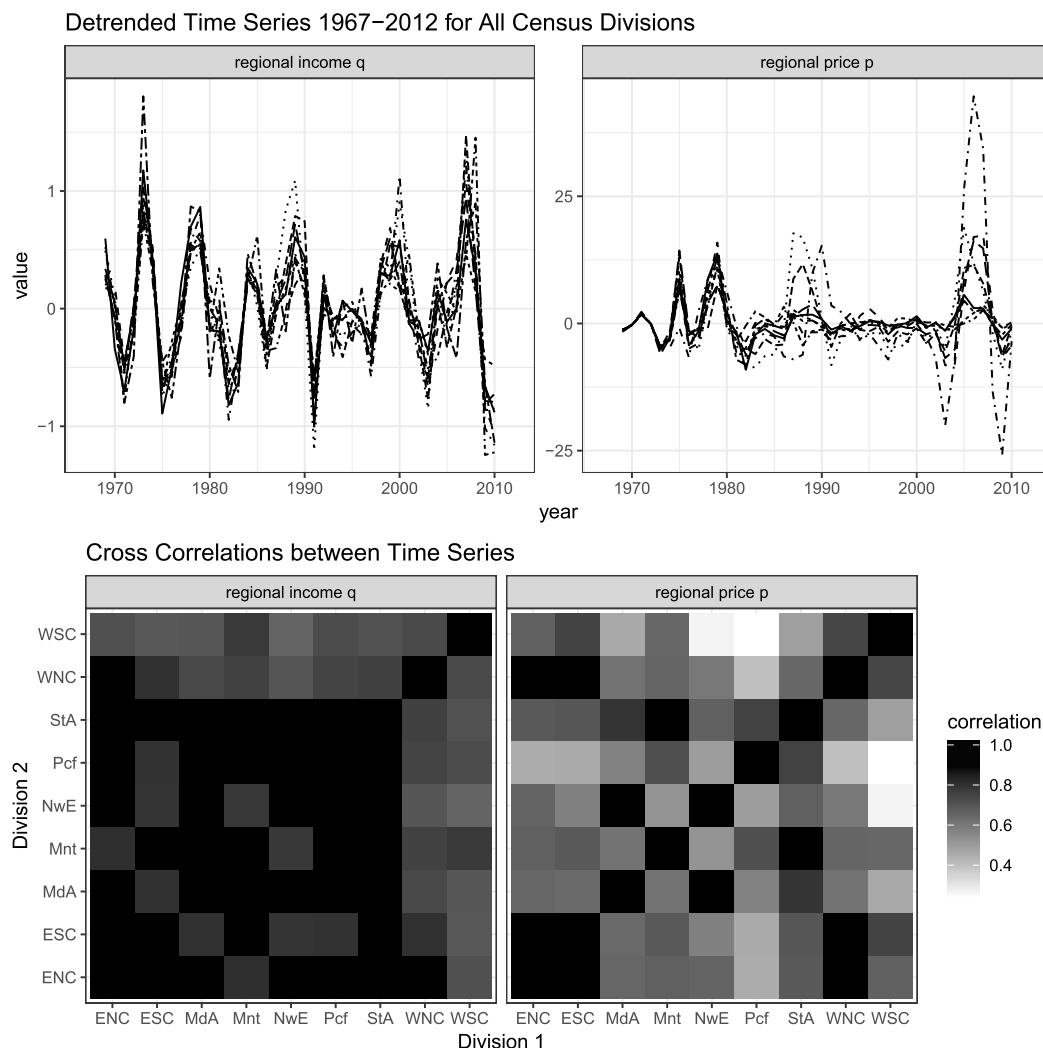 Detrended Time Series 1967−2012 for All Census Divisions
regional income q
regional price p
value
1
0
−1
25
0
−25
1970 1980 1990 2000 2010
1970 1980 1990 2000 2010
year
Cross Correlations between Time Series
regional income q
regional price p
Division 2
WSC
WNC
StA
Pcf
NwE
Mnt
MdA
ESC
ENC
ENC ESC MdA Mnt NwE Pcf StA WNC WSC
ENC ESC MdA Mnt NwE Pcf StA WNC WSC
Division 1
correlation
1.0
0.8
0.6
0.4